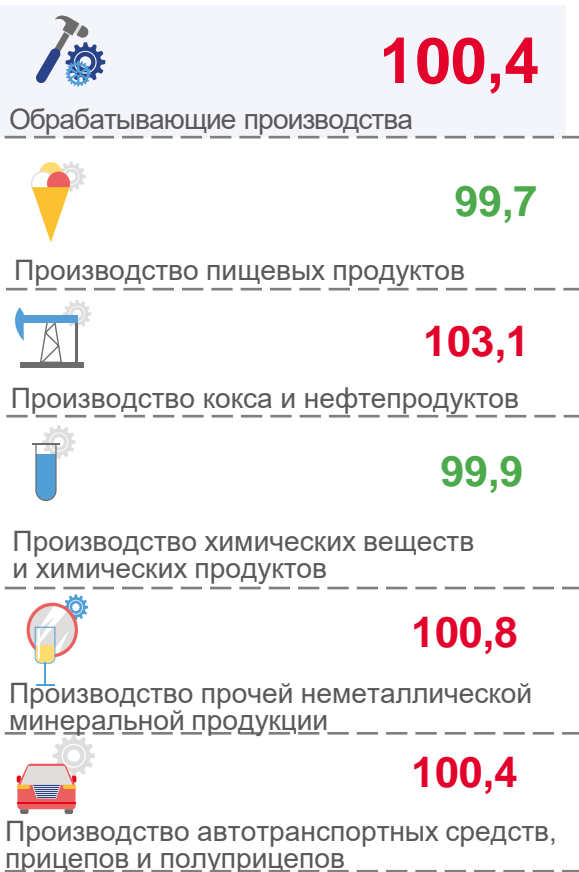 100,4
Обрабатывающие производства
99,7
Производство пищевых продуктов
103,1
Производство кокса и нефтепродуктов
99,9
Производство химических веществ
и химических продуктов
100,8
Производство прочей неметаллической
минеральной продукции
100,4
Производство автотранспортных средств,
прицепов и полуприцепов